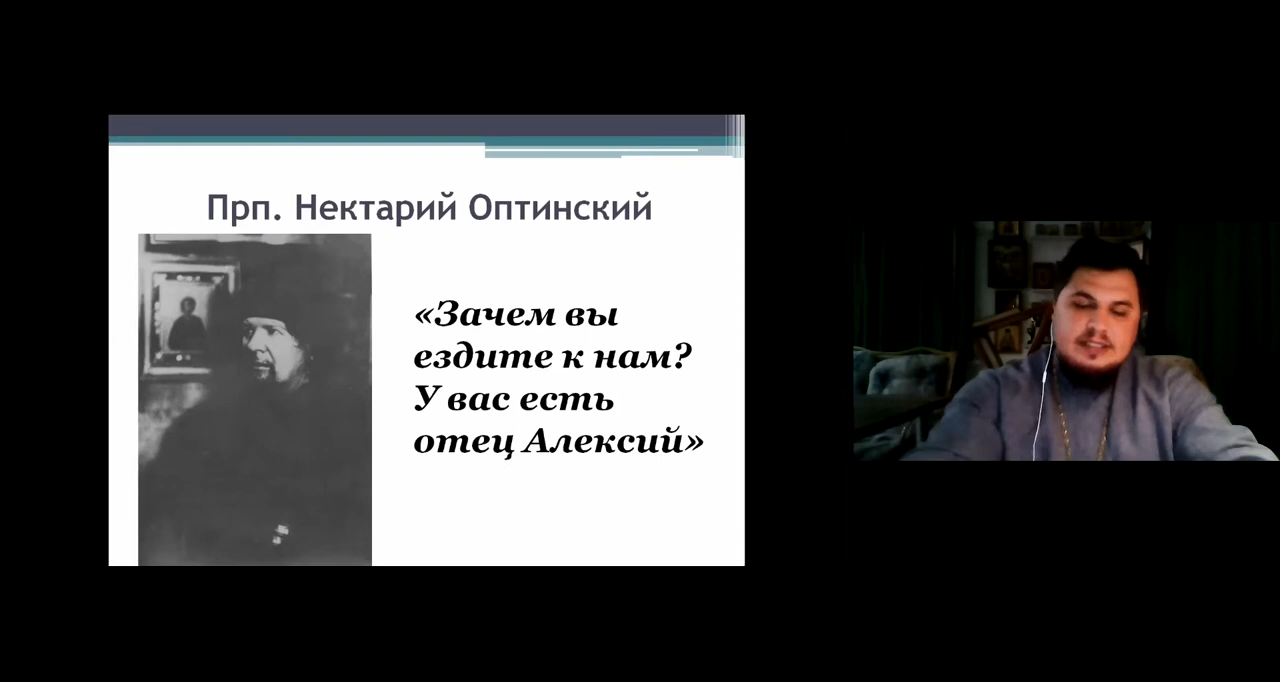 Прп. Нектарий Оптинский
«Зачем вы
ездите к нам?
У вас есть
отец Алексий»